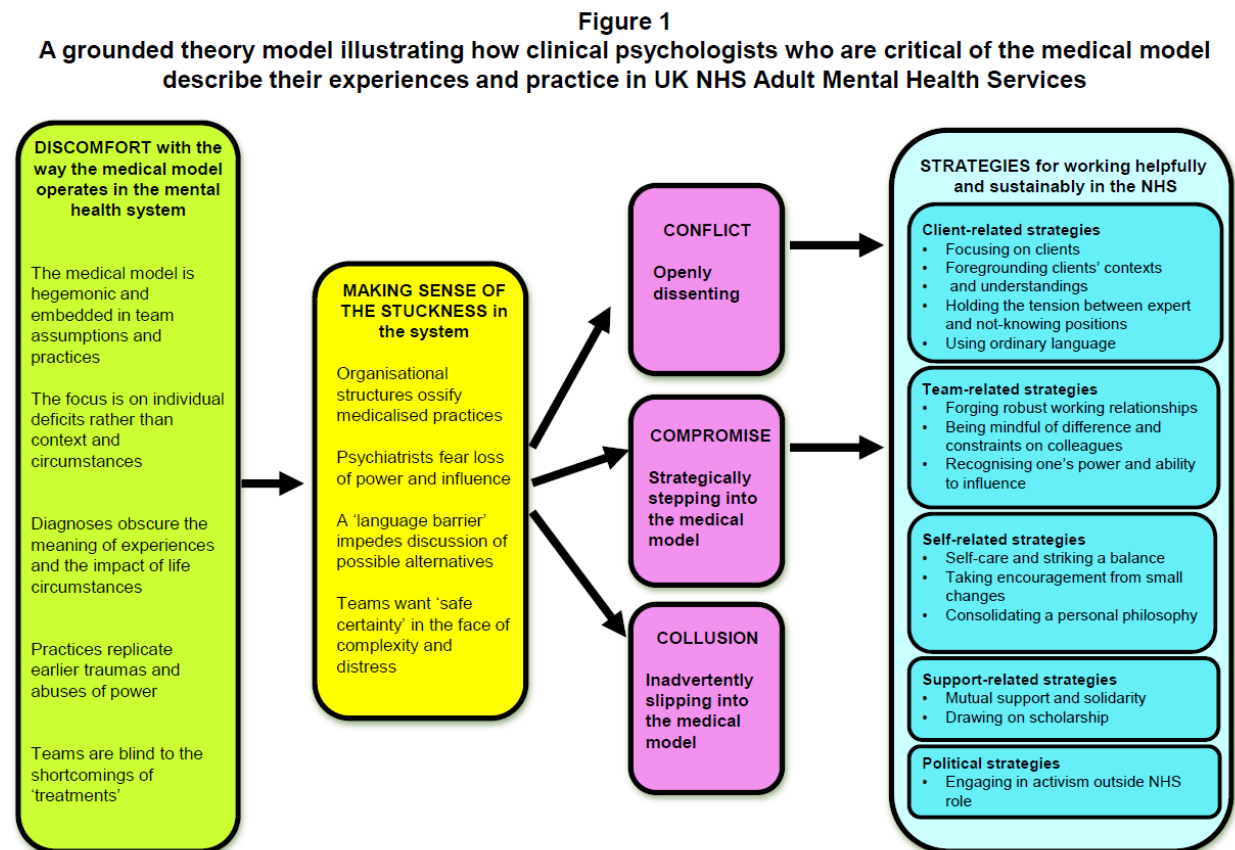 Figure 1
A grounded theory model illustrating how clinical psychologists who are critical of the medical model
describe their experiences and practice in UK NHS Adult Mental Health Services
DISCOMFORT with the
way the medical model
operates in the mental
health system
The medical model is
hegemonic and
embedded in team
assumptions and
practices
The focus is on individual
deficits rather than
context and
circumstances
Diagnoses obscure the
meaning of experiences
and the impact of life
circumstances
Practices replicate
earlier traumas and
abuses of power
Teams are blind to the
shortcomings of
‘treatments’
MAKING SENSE OF
THE STUCKNESS in
the system
Organisational
structures ossify
medicalised practices
Psychiatrists fear loss
of power and influence
A ‘language barrier’
impedes discussion of
possible alternatives
Teams want ‘safe
certainty’ in the face of
complexity and
distress
CONFLICT
Openly
dissenting
COMPROMISE
Strategically
stepping into
the medical
model
COLLUSION
Inadvertently
slipping into
the medical
model
STRATEGIES for working helpfully
and sustainably in the NHS
Client-related strategies
• Focusing on clients
• Foregrounding clients’ contexts
• and understandings
• Holding the tension between expert
and not-knowing positions
• Using ordinary language
Team-related strategies
• Forging robust working relationships
• Being mindful of difference and
constraints on colleagues
• Recognising one’s power and ability
to influence
Self-related strategies
• Self-care and striking a balance
• Taking encouragement from small
changes
• Consolidating a personal philosophy
Support-related strategies
• Mutual support and solidarity
• Drawing on scholarship
Political strategies
• Engaging in activism outside NHS
role